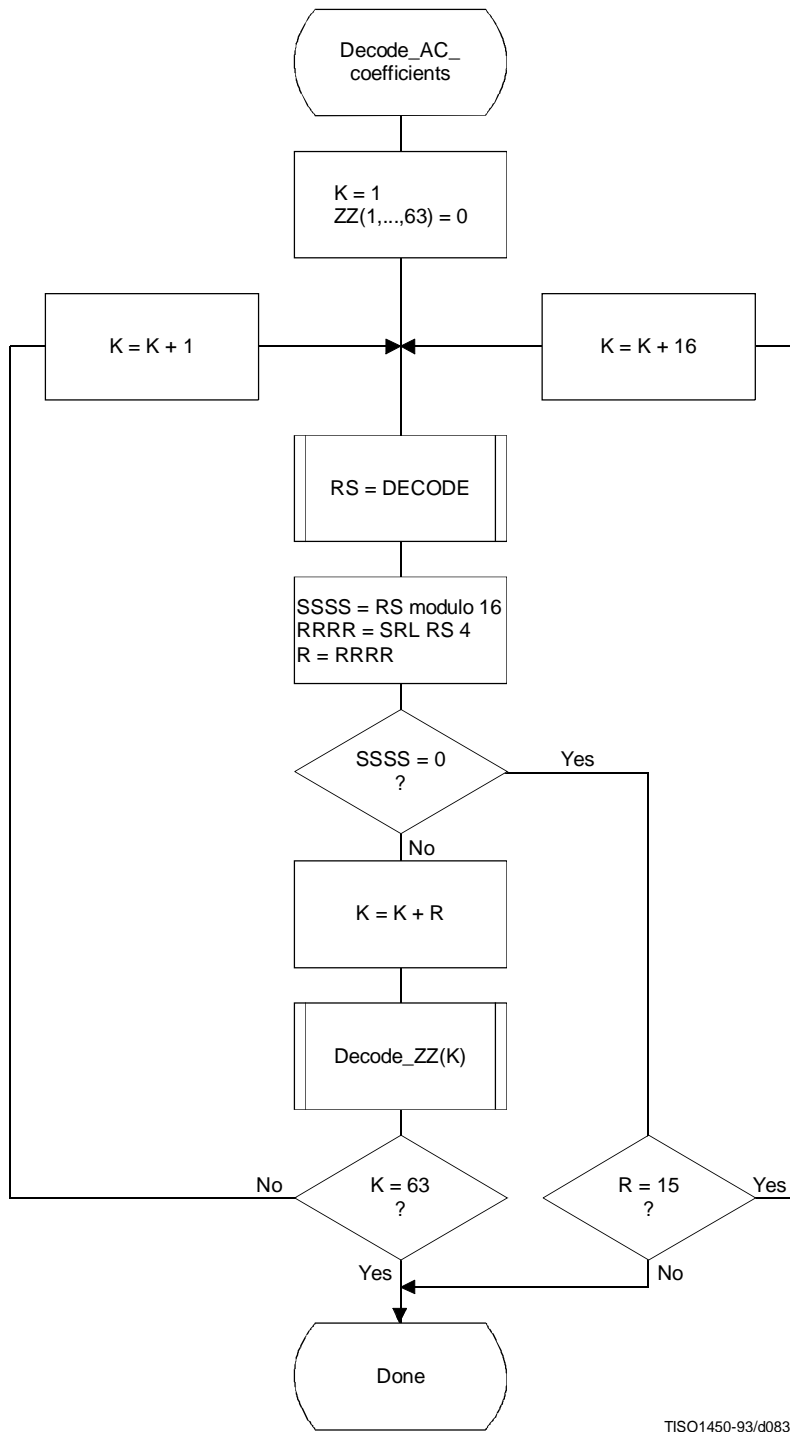 Decode_AC_
coefficients
K = 1
ZZ(1,...,63) = 0
K = K + 1
K = K + 16
RS = DECODE
SSSS = RS modulo 16
RRRR = SRL RS 4
R = RRRR
SSSS = 0
?
Yes
No
K = K + R
Decode_ZZ(K)
No
K = 63
?
R = 15
?
Yes
Yes
No
Done
TISO1450-93/d083